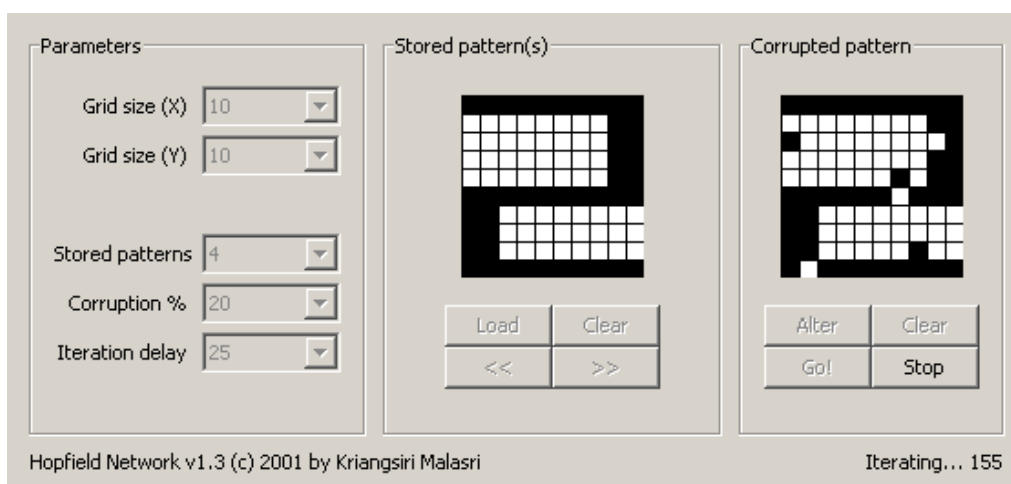 Parameters
Grid size (X) 10
Grid size (Y) 10
Stored patterns 4
Corruption % 20
Iteration delay 25
Stored pattern(s)
Load Clear
<< >>
Corrupted pattern
Alter Clear
Go! Stop
Hopfield Network v1.3 (c) 2001 by Kriangsiri Malasri
Iterating... 155